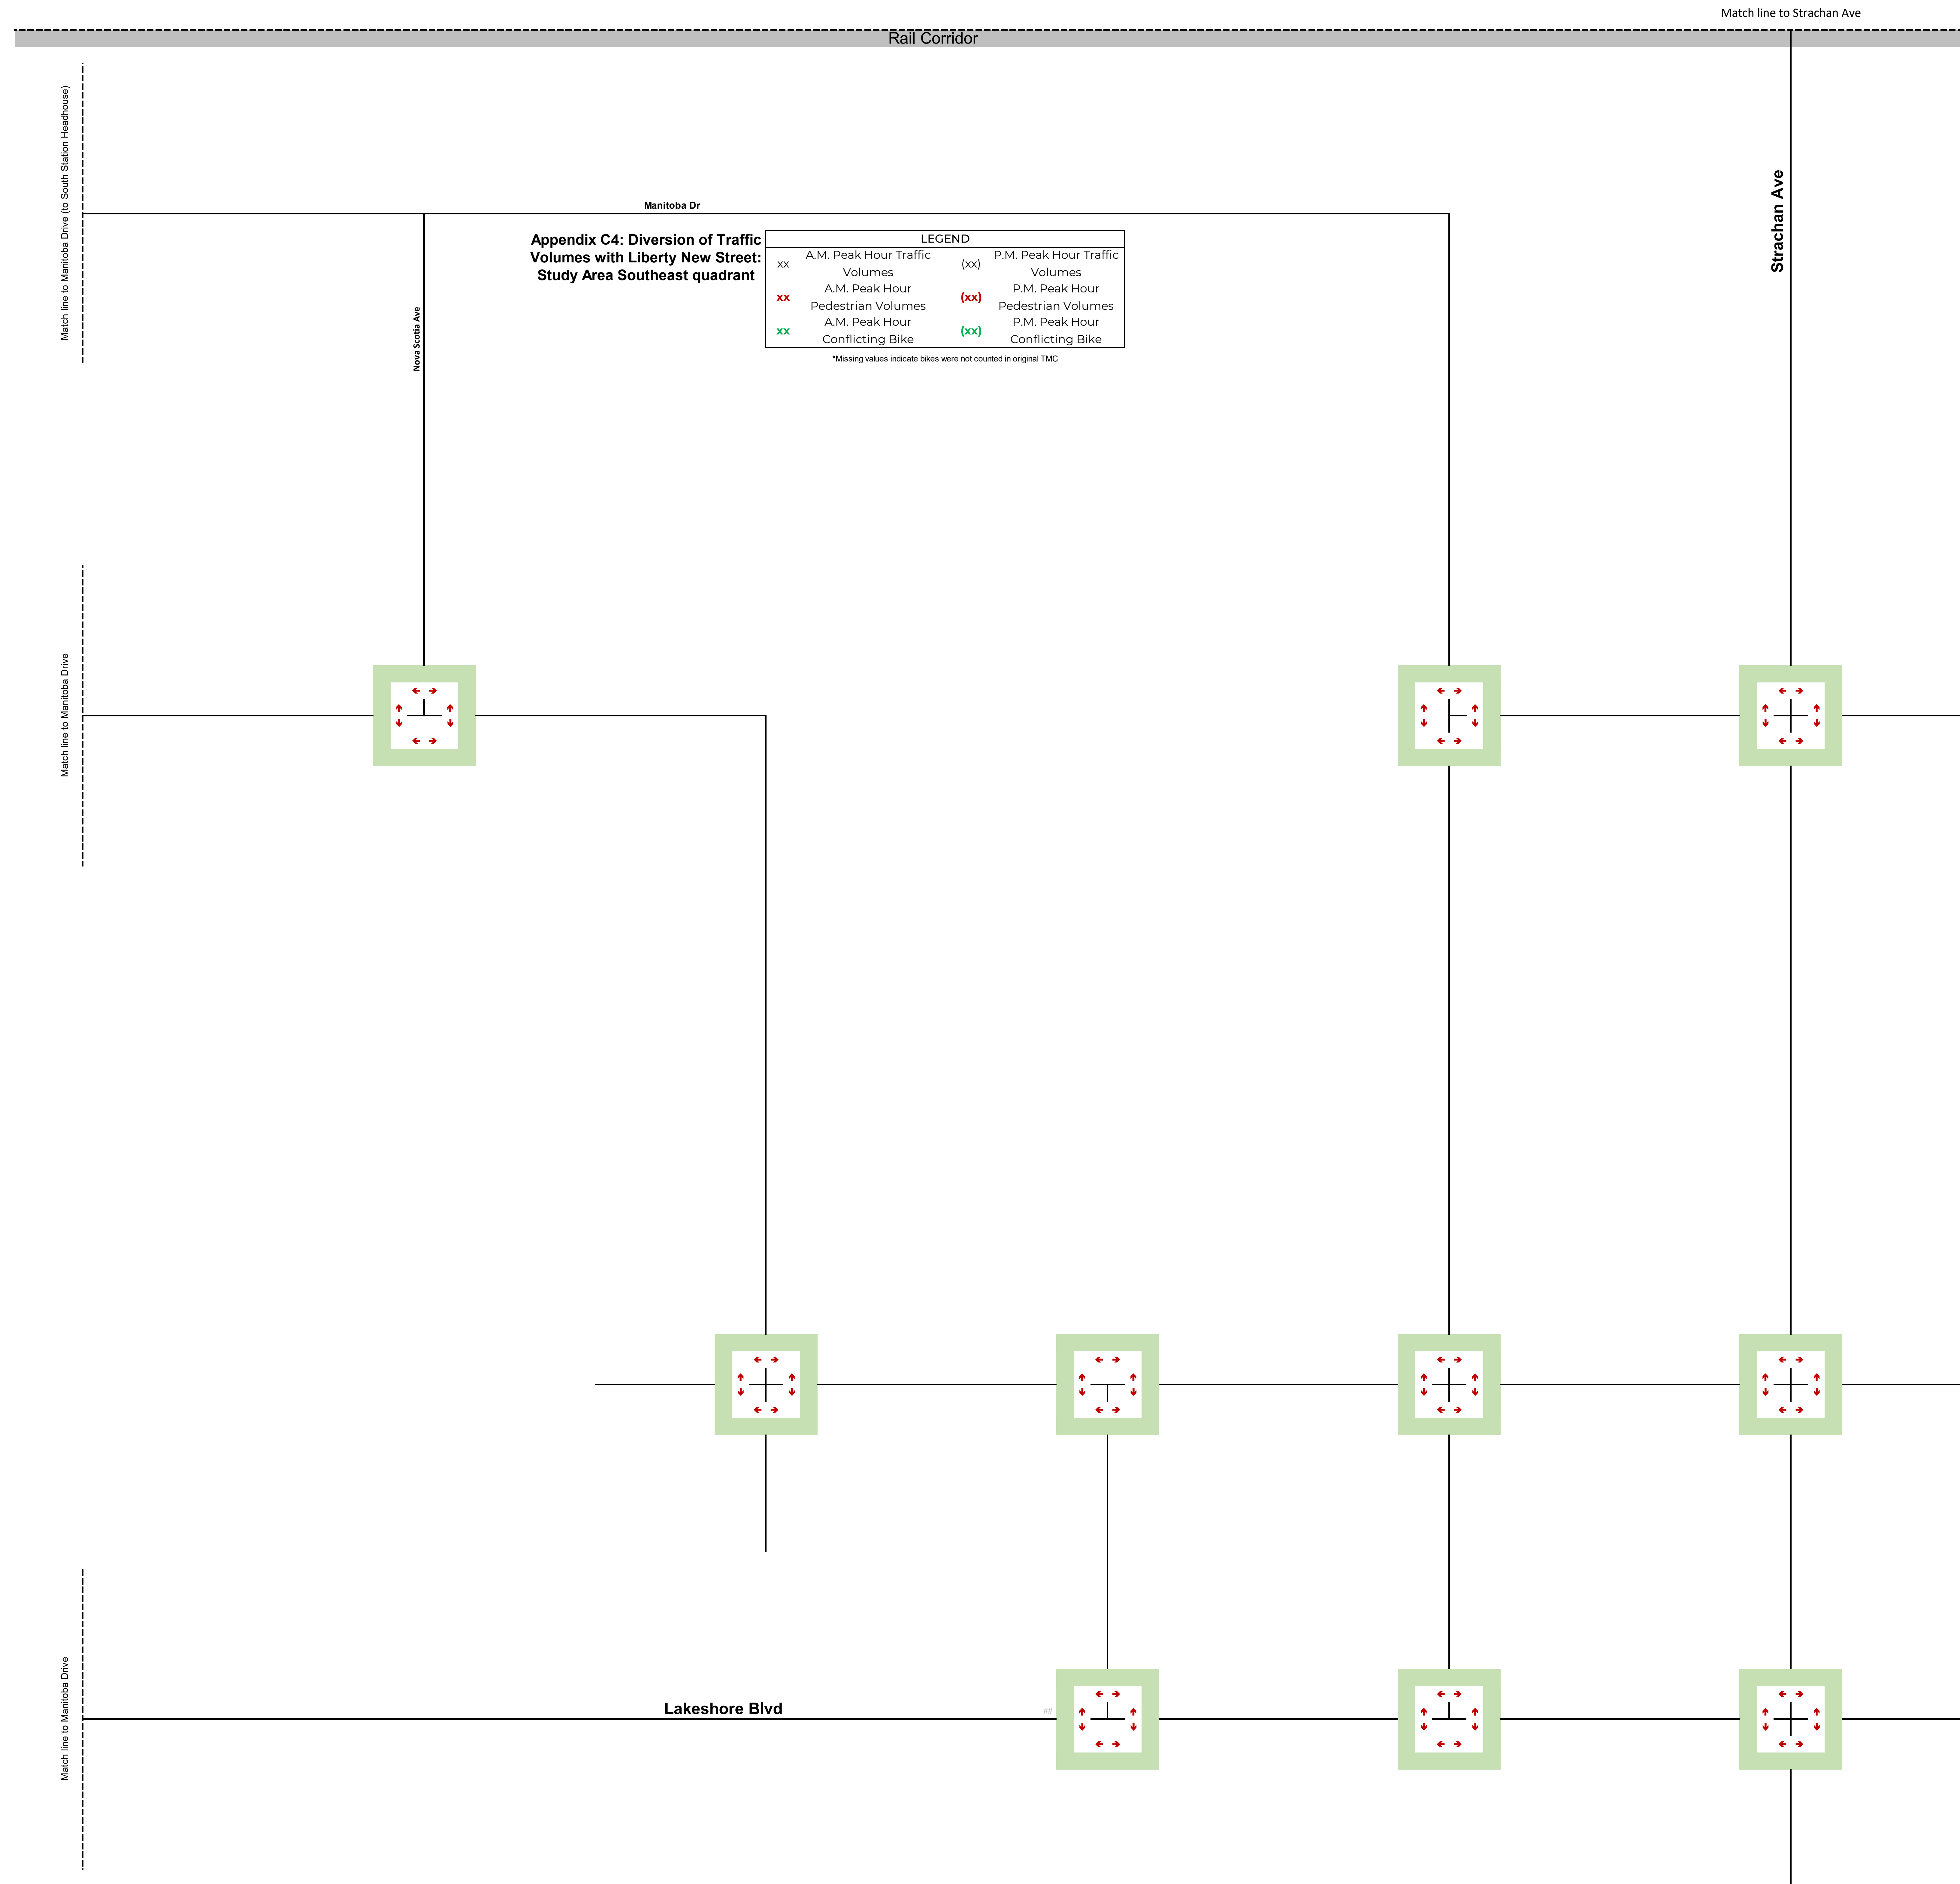 Match line to Strachan Ave
Rail Corridor
Match line to Manitoba Drive (to South Station Headhouse)
Strachan Ave
Manitoba Dr
Appendix C4: Diversion of Traffic
Volumes with Liberty New Street:
Study Area Southeast quadrant
LEGEND
xx A.M. Peak Hour Traffic Volumes (xx) P.M. Peak Hour Traffic Volumes
xx A.M. Peak Hour Pedestrian Volumes (xx) P.M. Peak Hour Pedestrian Volumes
xx A.M. Peak Hour Conflicting Bike (xx) P.M. Peak Hour Conflicting Bike
*Missing values indicate bikes were not counted in original TMC
Nova Scotia Ave
Match line to Manitoba Drive
Match line to Manitoba Drive
Lakeshore Blvd
##